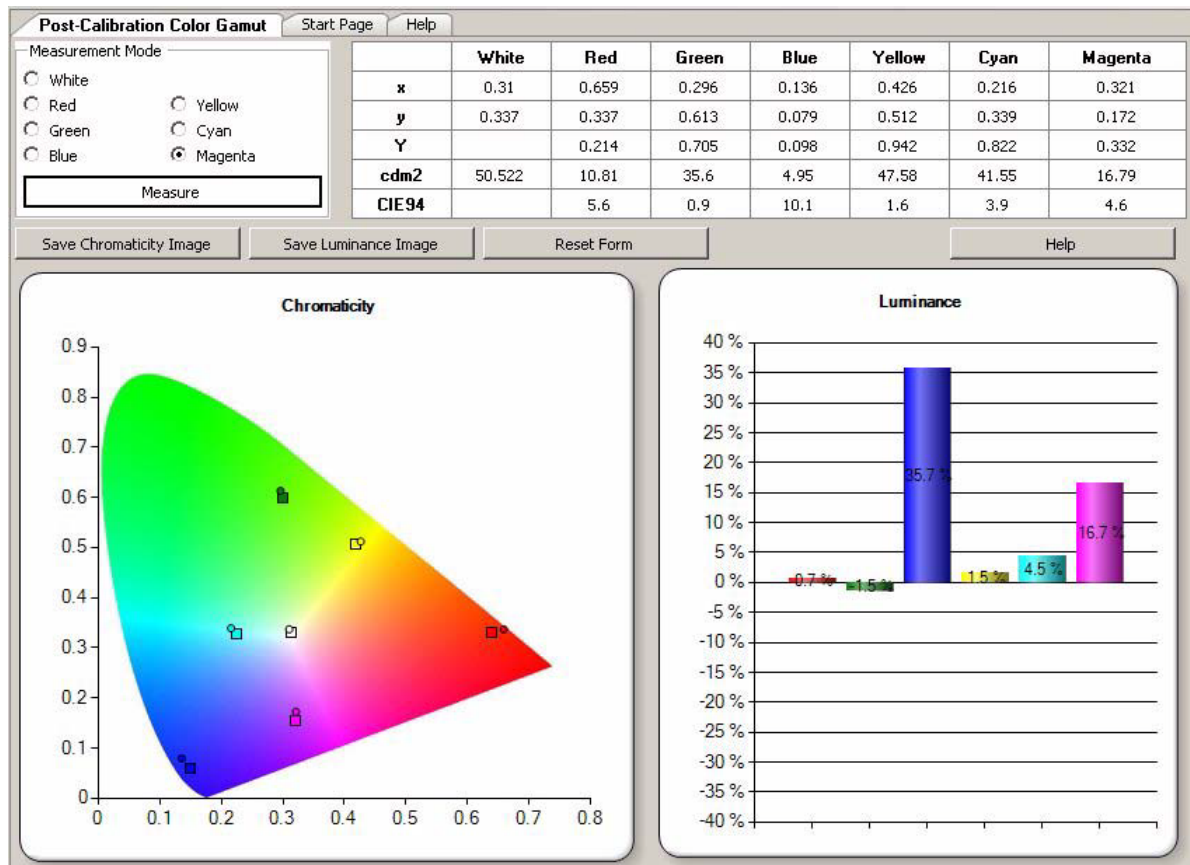 Post-Calibration Color Gamut Start Page Help
Measurement Mode
White
Red Yellow
Green Cyan
Blue Magenta
Measure
White Red Green Blue Yellow Cyan Magenta
x 0.31 0.659 0.296 0.136 0.426 0.216 0.321
y 0.337 0.337 0.613 0.079 0.512 0.339 0.172
Y 0.214 0.705 0.098 0.942 0.822 0.332
cdm2 50.522 10.81 35.6 4.95 47.58 41.55 16.79
CIE94 5.6 0.9 10.1 1.6 3.9 4.6
Save Chromaticity Image Save Luminance Image Reset Form Help
Chromaticity
0.9
0.8
0.7
0.6
0.5
0.4
0.3
0.2
0.1
0
0 0.1 0.2 0.3 0.4 0.5 0.6 0.7 0.8
Luminance
40 %
35 %
30 %
25 %
20 %
15 %
10 %
5 %
0 %
-5 %
-10 %
-15 %
-20 %
-25 %
-30 %
-35 %
-40 %
0.7 %
-1.5 %
35.7 %
1.5 %
4.5 %
16.7 %